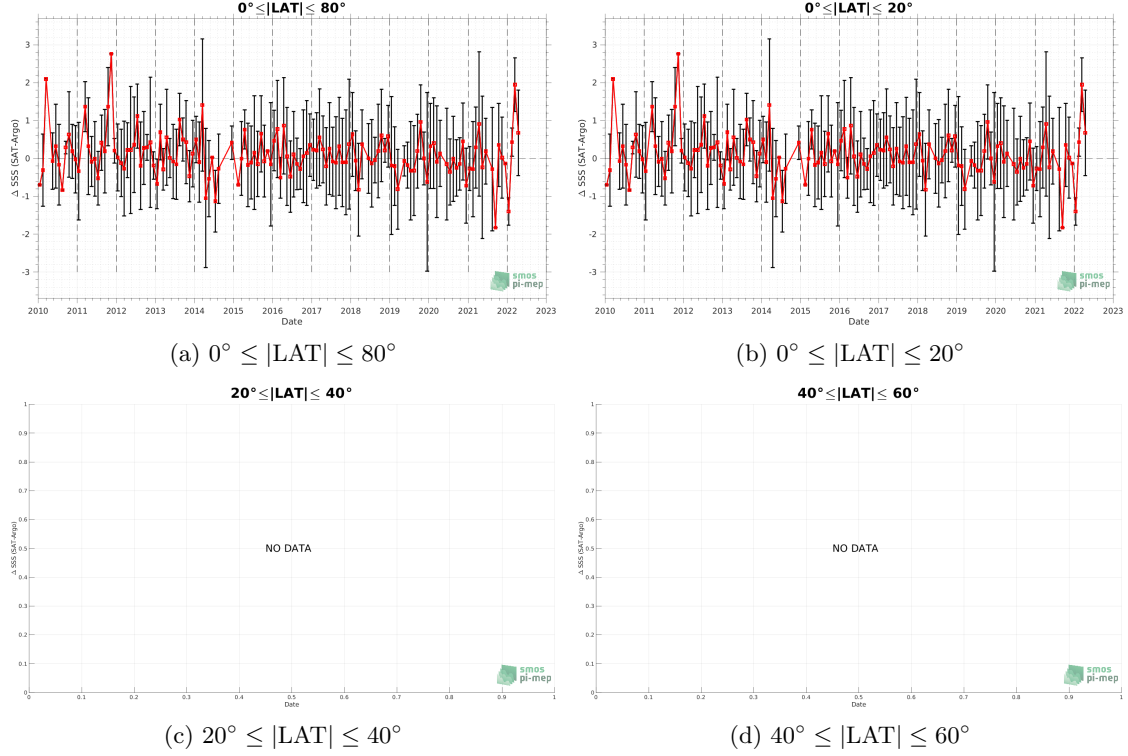 0°≤|LAT|≤ 80°
3
2
1
0
-1
-2
-3
Δ SSS (SAT-Argo)
2010 2011 2012 2013 2014 2015 2016 2017 2018 2019 2020 2021 2022 2023
Date
smos
pi-mep
(a) 0° ≤ |LAT| ≤ 80°
0°≤|LAT|≤ 20°
3
2
1
0
-1
-2
-3
Δ SSS (SAT-Argo)
2010 2011 2012 2013 2014 2015 2016 2017 2018 2019 2020 2021 2022 2023
Date
smos
pi-mep
(b) 0° ≤ |LAT| ≤ 20°
20°≤|LAT|≤ 40°
1
0.9
0.8
0.7
0.6
0.5
0.4
0.3
0.2
0.1
0
Δ SSS (SAT-Argo)
NO DATA
0 0.1 0.2 0.3 0.4 0.5 0.6 0.7 0.8 0.9 1
Date
smos
pi-mep
(c) 20° ≤ |LAT| ≤ 40°
40°≤|LAT|≤ 60°
1
0.9
0.8
0.7
0.6
0.5
0.4
0.3
0.2
0.1
0
Δ SSS (SAT-Argo)
NO DATA
0 0.1 0.2 0.3 0.4 0.5 0.6 0.7 0.8 0.9 1
Date
smos
pi-mep
(d) 40° ≤ |LAT| ≤ 60°